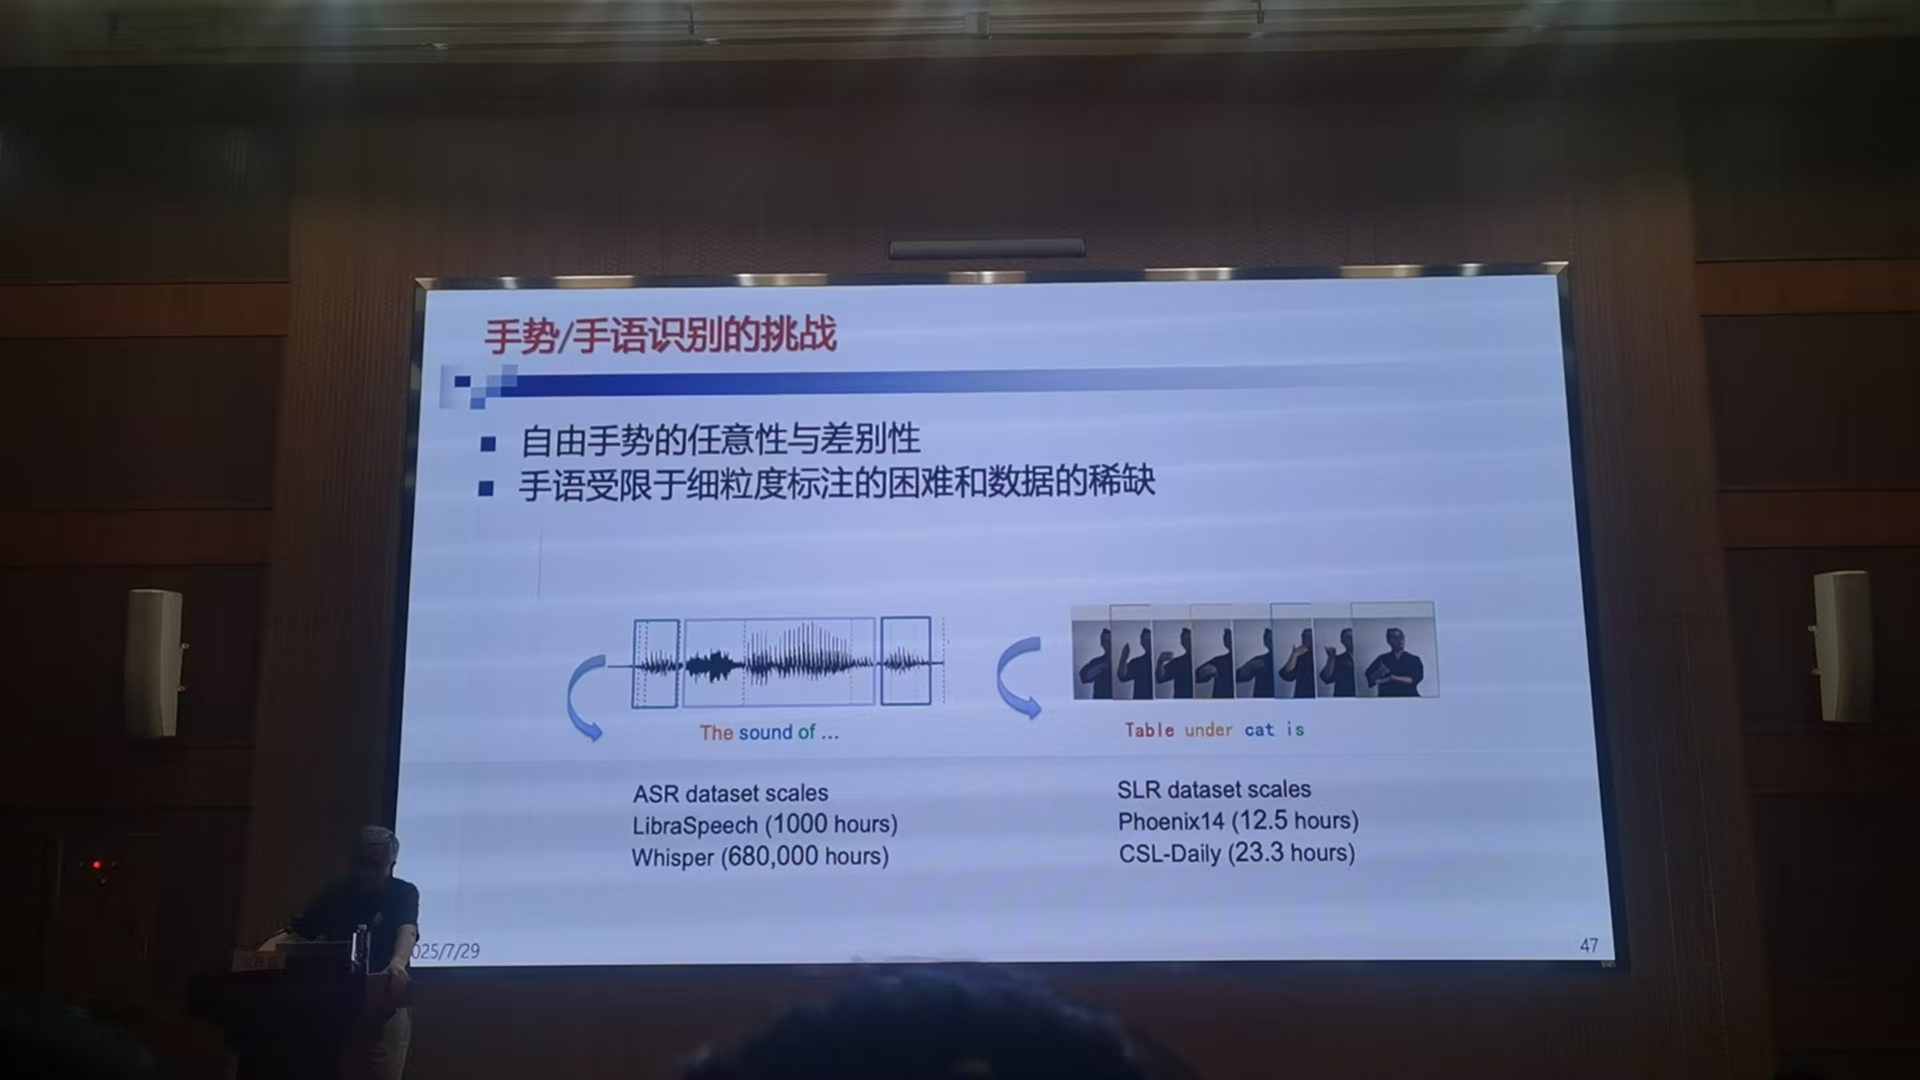 手势/手语识别的挑战
自由手势的任意性与差别性
手语受限于细粒度标注的困难和数据的稀缺
The sound of ...
Table under cat is
ASR dataset scales
LibraSpeech (1000 hours)
Whisper (680,000 hours)
SLR dataset scales
Phoenix14 (12.5 hours)
CSL-Daily (23.3 hours)
025/7/29
47